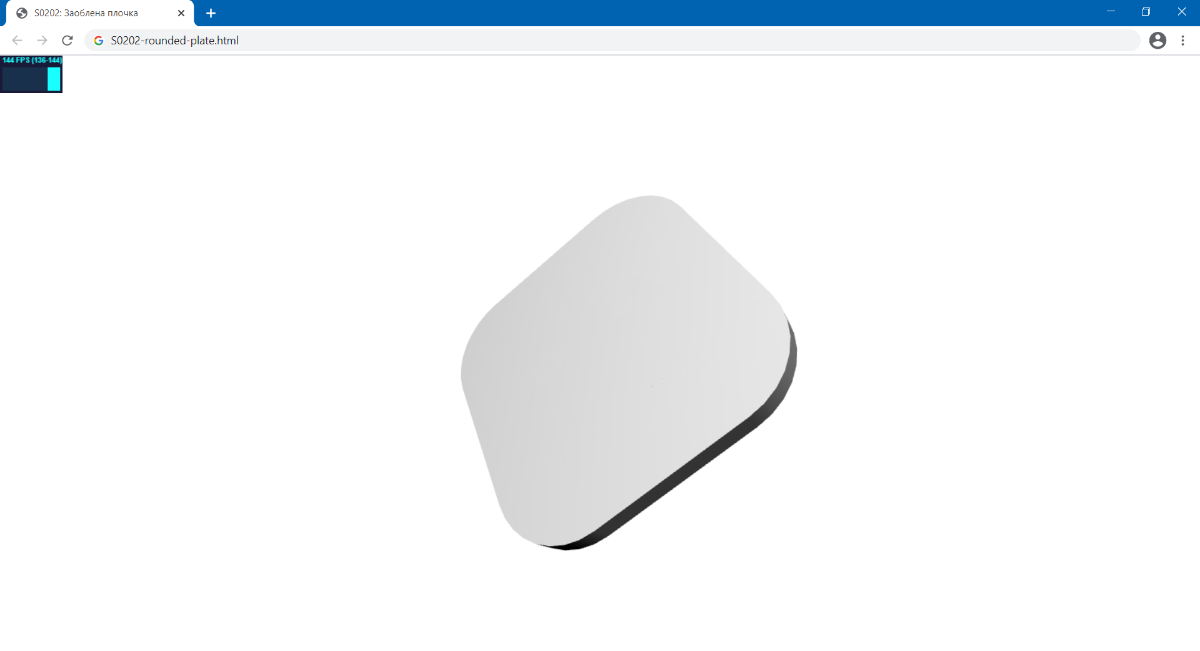 S0202: Заоблена плочка
S0202-rounded-plate.html
144 FPS (136-144)